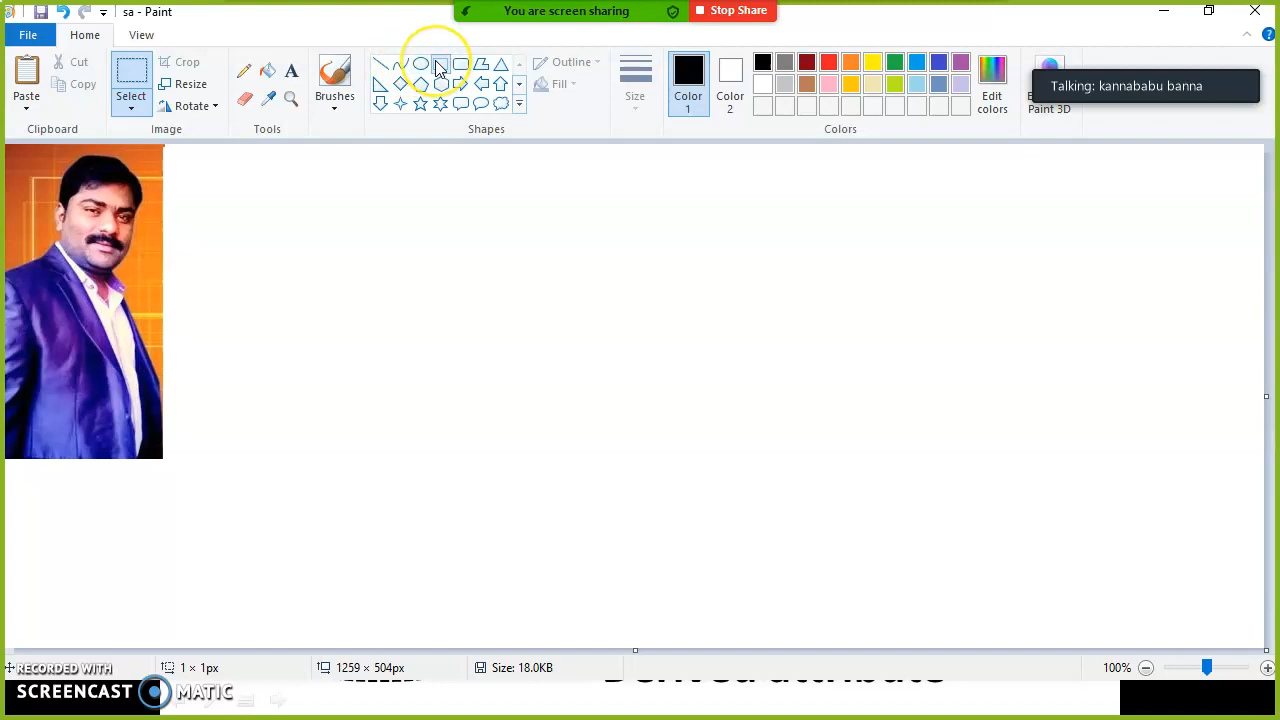 sa - Paint
You are screen sharing
Stop Share
File
Home
View
Paste
Cut
Copy
Clipboard
Select
Crop
Resize
Rotate
Image
A
Tools
Brushes
Outline
Fill
Shapes
Size
Color 1
Color 2
Colors
Edit colors
Paint 3D
Talking: kannababu banna
1 × 1px
1259 × 504px
Size: 18.0KB
100%
RECORDED WITH
SCREENCAST MATIC
Derived attribute